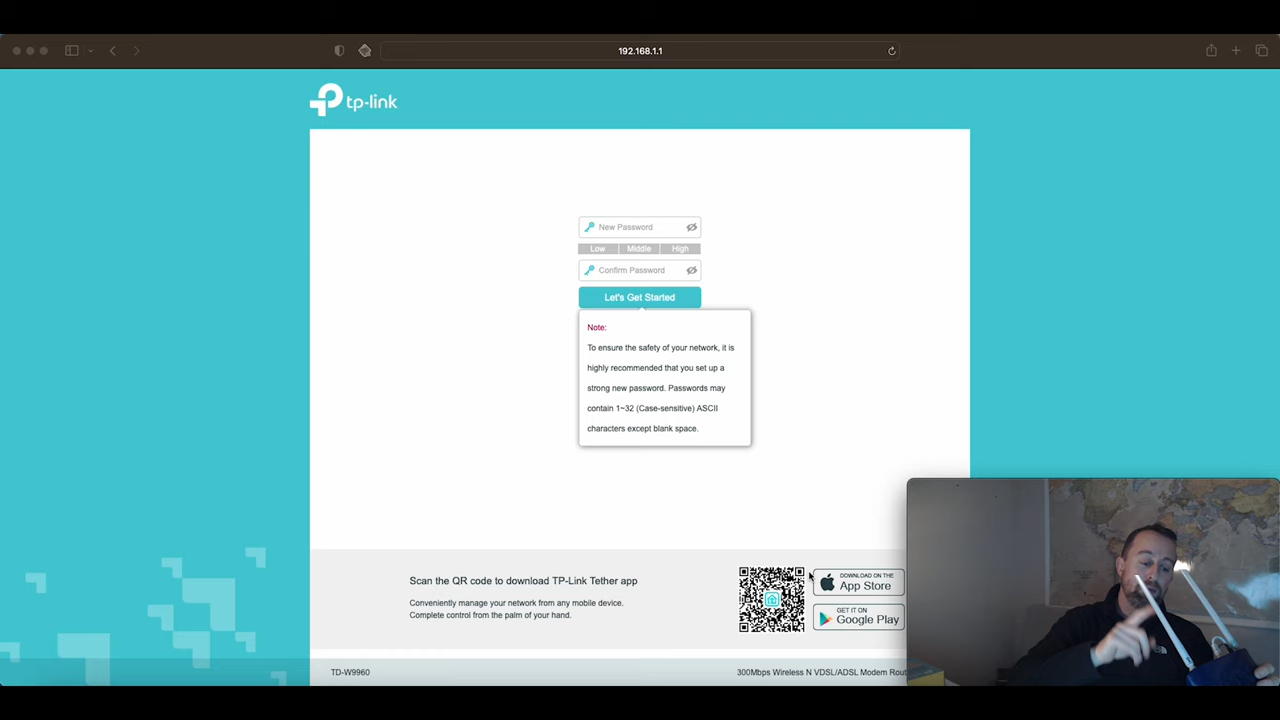 192.168.1.1
tp-link
New Password
Low Middle High
Confirm Password
Let's Get Started
Note:
To ensure the safety of your network, it is
highly recommended that you set up a
strong new password. Passwords may
contain 1~32 (Case-sensitive) ASCII
characters except blank space.
Scan the QR code to download TP-Link Tether app
Conveniently manage your network from any mobile device.
Complete control from the palm of your hand.
DOWNLOAD ON THE
App Store
GET IT ON
Google Play
TD-W9960
300Mbps Wireless N VDSL/ADSL Modem Rout